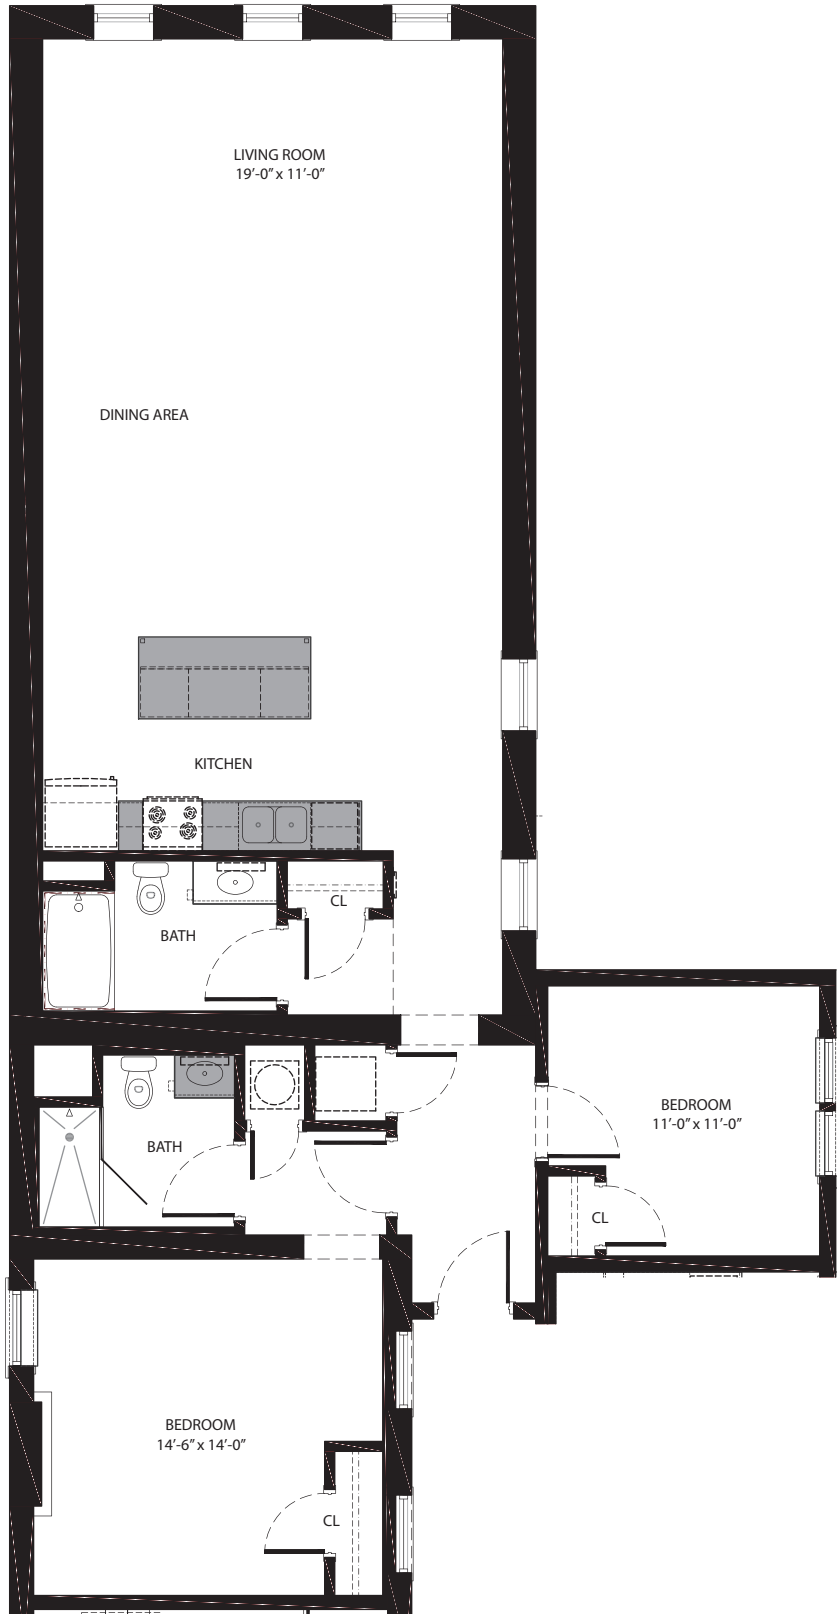 LIVING ROOM
19'-0" x 11'-0"
DINING AREA
KITCHEN
CL
BATH
BEDROOM
11'-0" x 11'-0"
BATH
CL
BEDROOM
14'-6" x 14'-0"
CL